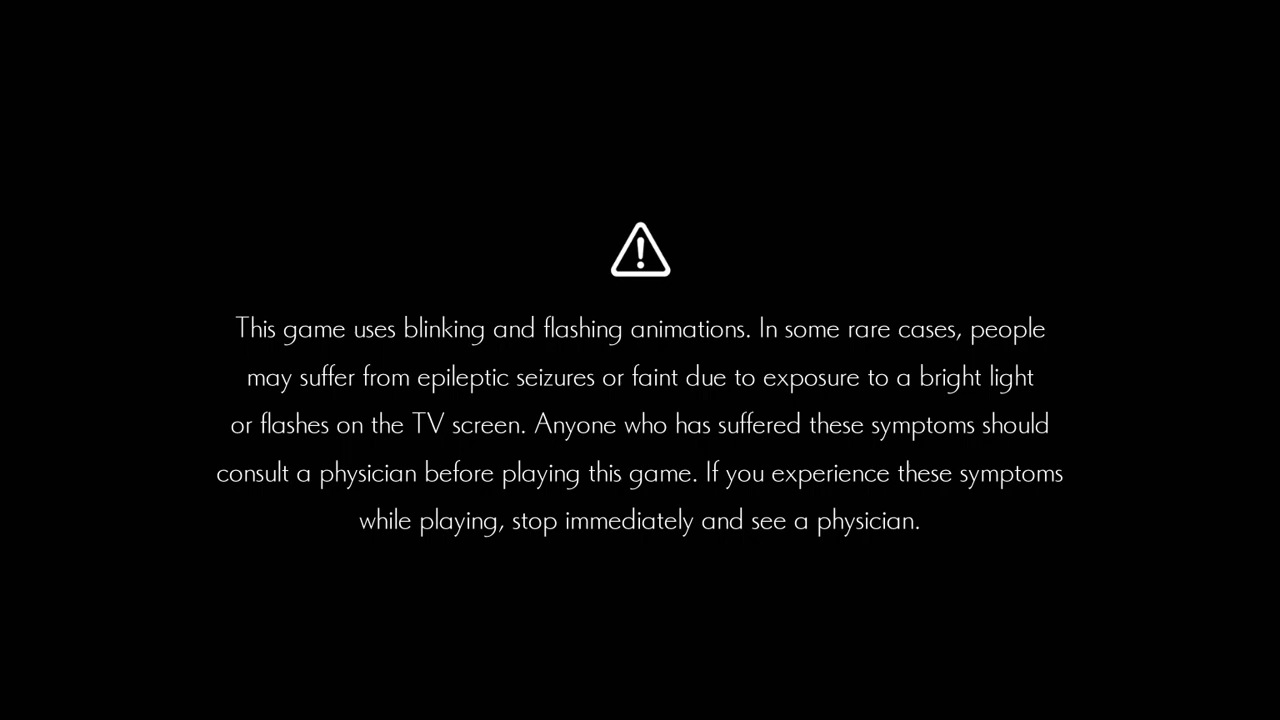 This game uses blinking and flashing animations. In some rare cases, people
may suffer from epileptic seizures or faint due to exposure to a bright light
or flashes on the TV screen. Anyone who has suffered these symptoms should
consult a physician before playing this game. If you experience these symptoms
while playing, stop immediately and see a physician.